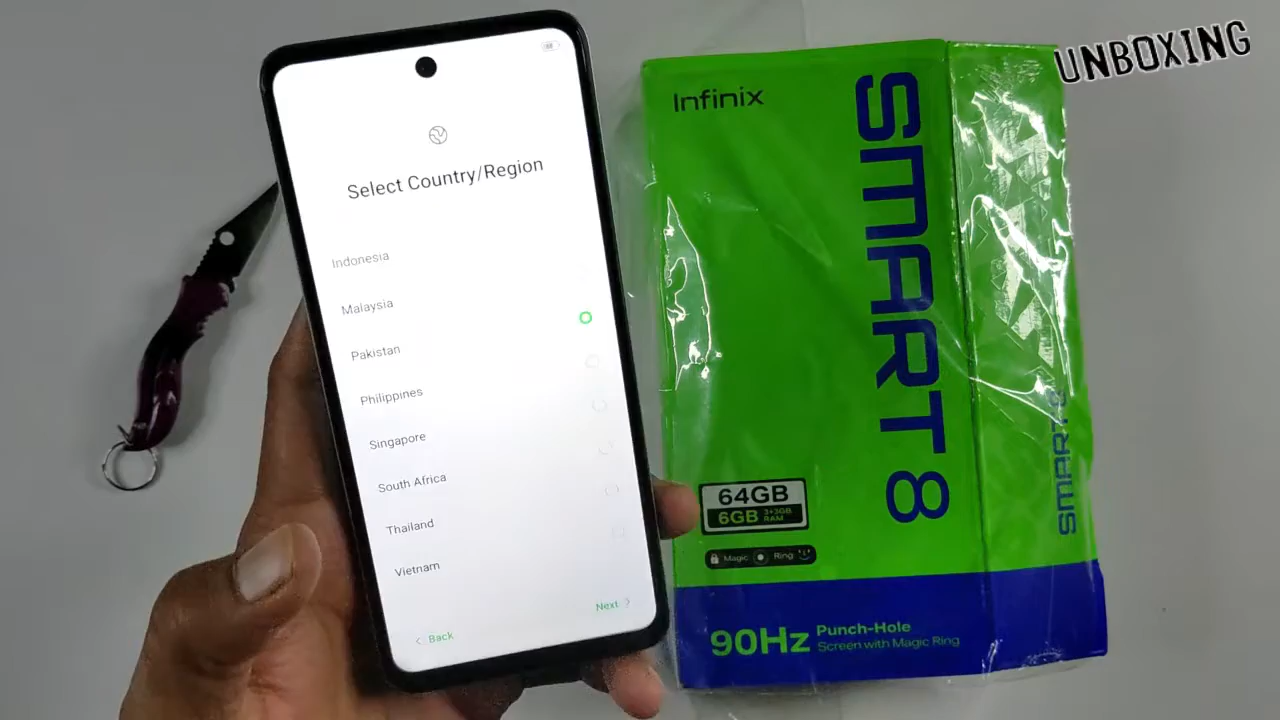 UNBOXING
Select Country/Region
Indonesia
Malaysia
Pakistan
Philippines
Singapore
South Africa
Thailand
Vietnam
Next
Back
Infinix
SMART 8
64GB
6GB 3+3GB
RAM
Magic Ring
90Hz Punch-Hole
Screen with Magic Ring
SMART 8